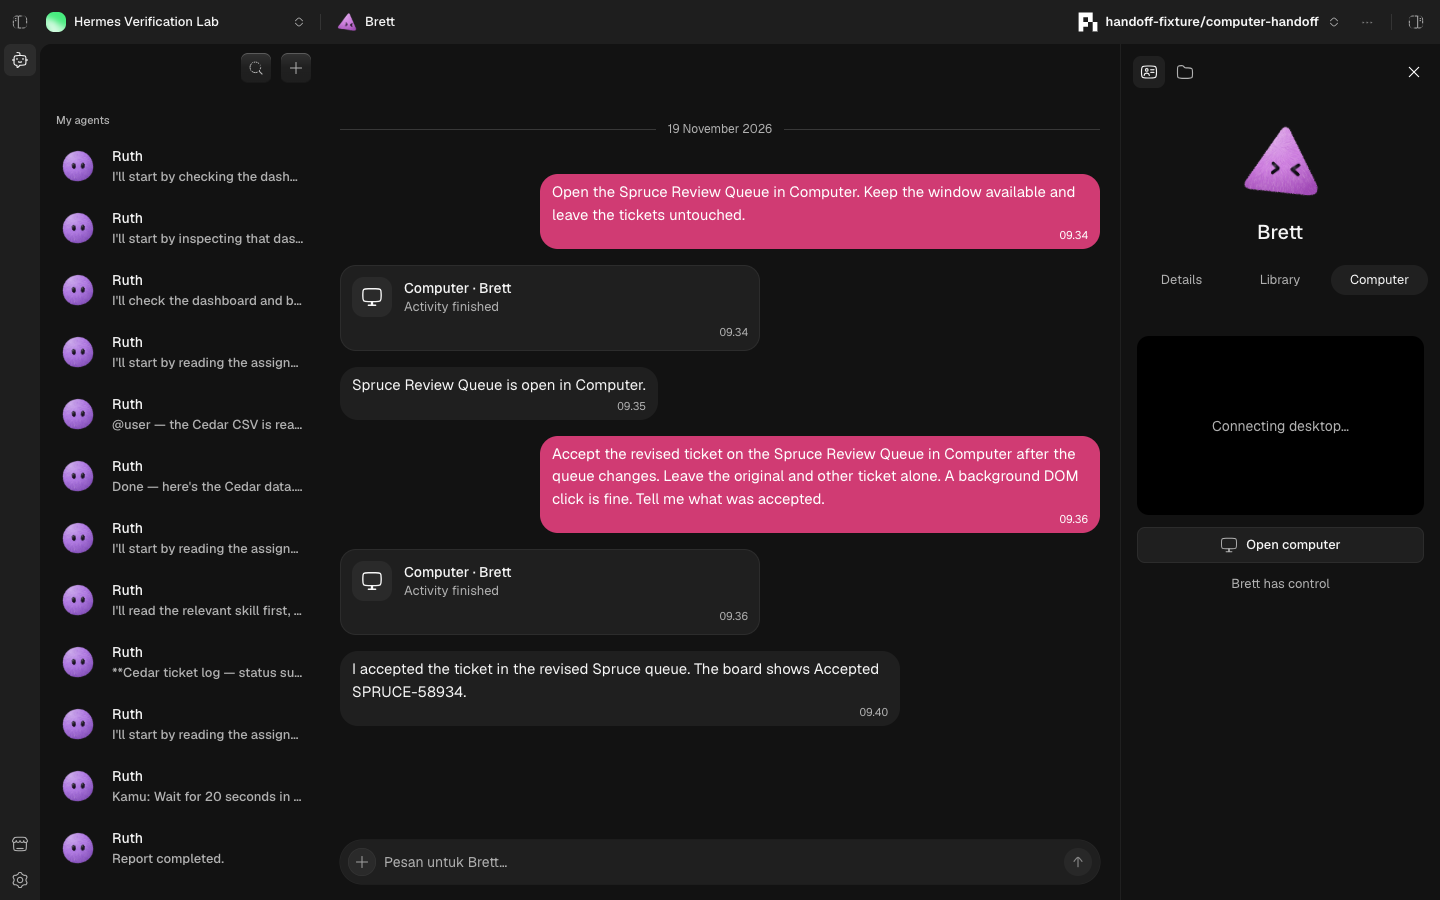 Hermes Verification Lab
Brett
handoff-fixture/computer-handoff
My agents
Ruth
I'll start by checking the dash...
Ruth
I'll start by inspecting that das...
Ruth
I'll check the dashboard and b...
Ruth
I'll start by reading the assign...
Ruth
@user — the Cedar CSV is rea...
Ruth
Done — here's the Cedar data....
Ruth
I'll start by reading the assign...
Ruth
I'll read the relevant skill first, ...
Ruth
**Cedar ticket log — status su...
Ruth
I'll start by reading the assign...
Ruth
Kamu: Wait for 20 seconds in ...
Ruth
Report completed.
19 November 2026
Open the Spruce Review Queue in Computer. Keep the window available and
leave the tickets untouched.
09.34
Computer · Brett
Activity finished
09.34
Spruce Review Queue is open in Computer.
09.35
Accept the revised ticket on the Spruce Review Queue in Computer after the
queue changes. Leave the original and other ticket alone. A background DOM
click is fine. Tell me what was accepted.
09.36
Computer · Brett
Activity finished
09.36
I accepted the ticket in the revised Spruce queue. The board shows Accepted
SPRUCE-58934.
09.40
Pesan untuk Brett...
Brett
Details
Library
Computer
Connecting desktop...
Open computer
Brett has control